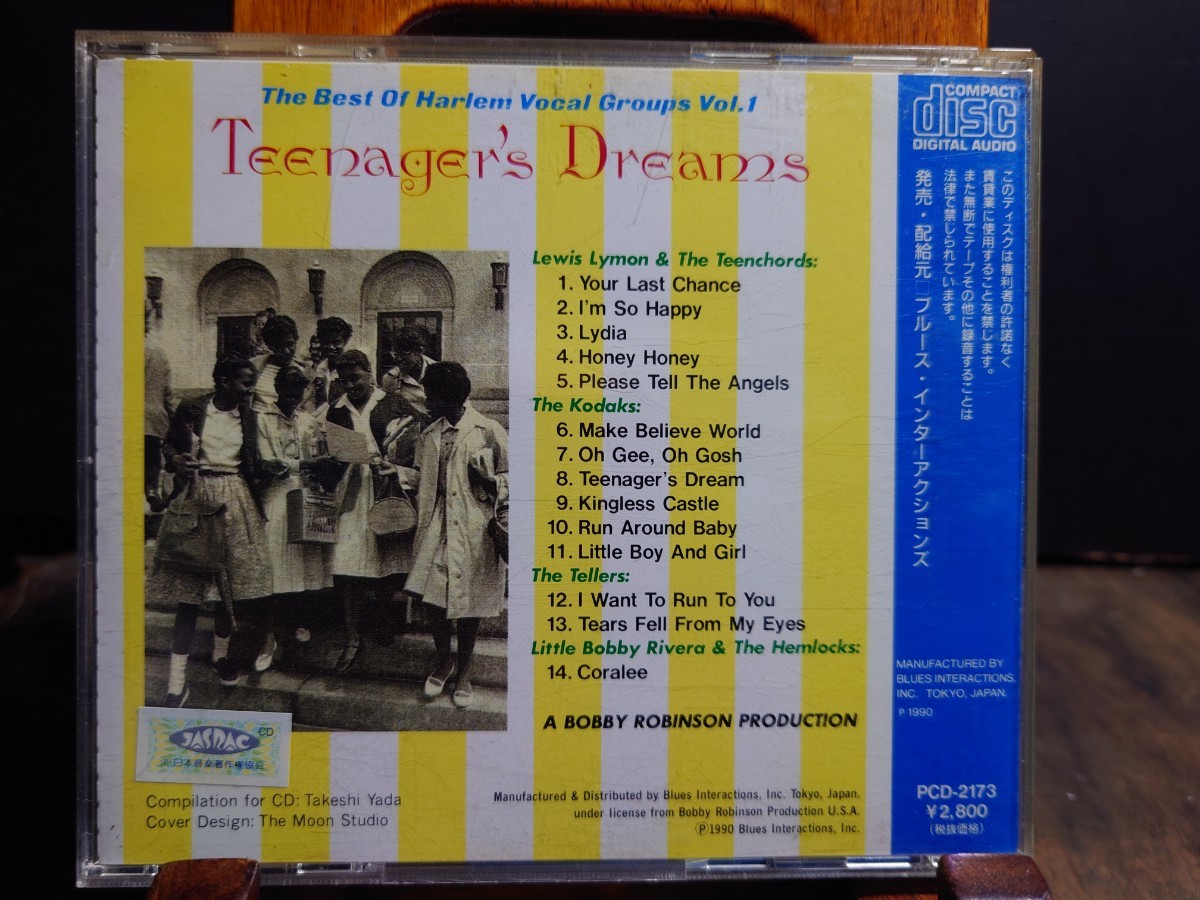 The Best Of Harlem Vocal Groups Vol.1
Teenager's Dreams
Lewis Lymon & The Teenchords:
1. Your Last Chance
2. I'm So Happy
3. Lydia
4. Honey Honey
5. Please Tell The Angels
The Kodaks:
6. Make Believe World
7. Oh Gee, Oh Gosh
8. Teenager's Dream
9. Kingless Castle
10. Run Around Baby
11. Little Boy And Girl
The Tellers:
12. I Want To Run To You
13. Tears Fell From My Eyes
Little Bobby Rivera & The Hemlocks:
14. Coralee
A BOBBY ROBINSON PRODUCTION
JASRAC
CD
日本音楽著作権協会
Compilation for CD: Takeshi Yada
Cover Design: The Moon Studio
Manufactured & Distributed by Blues Interactions, Inc. Tokyo, Japan.
under license from Bobby Robinson Production U.S.A.
Ⓟ1990 Blues Interactions, Inc.
COMPACT
disc
DIGITAL AUDIO
このディスクは権利者の許諾なく
賃貸業に使用することを禁じます。
また無断でテープその他に録音することは
法律で禁じられています。
発売・配給元□ブルース・インターアクションズ
MANUFACTURED BY
BLUES INTERACTIONS,
INC. TOKYO, JAPAN.
P 1990
PCD-2173
¥2,800
(税抜価格)